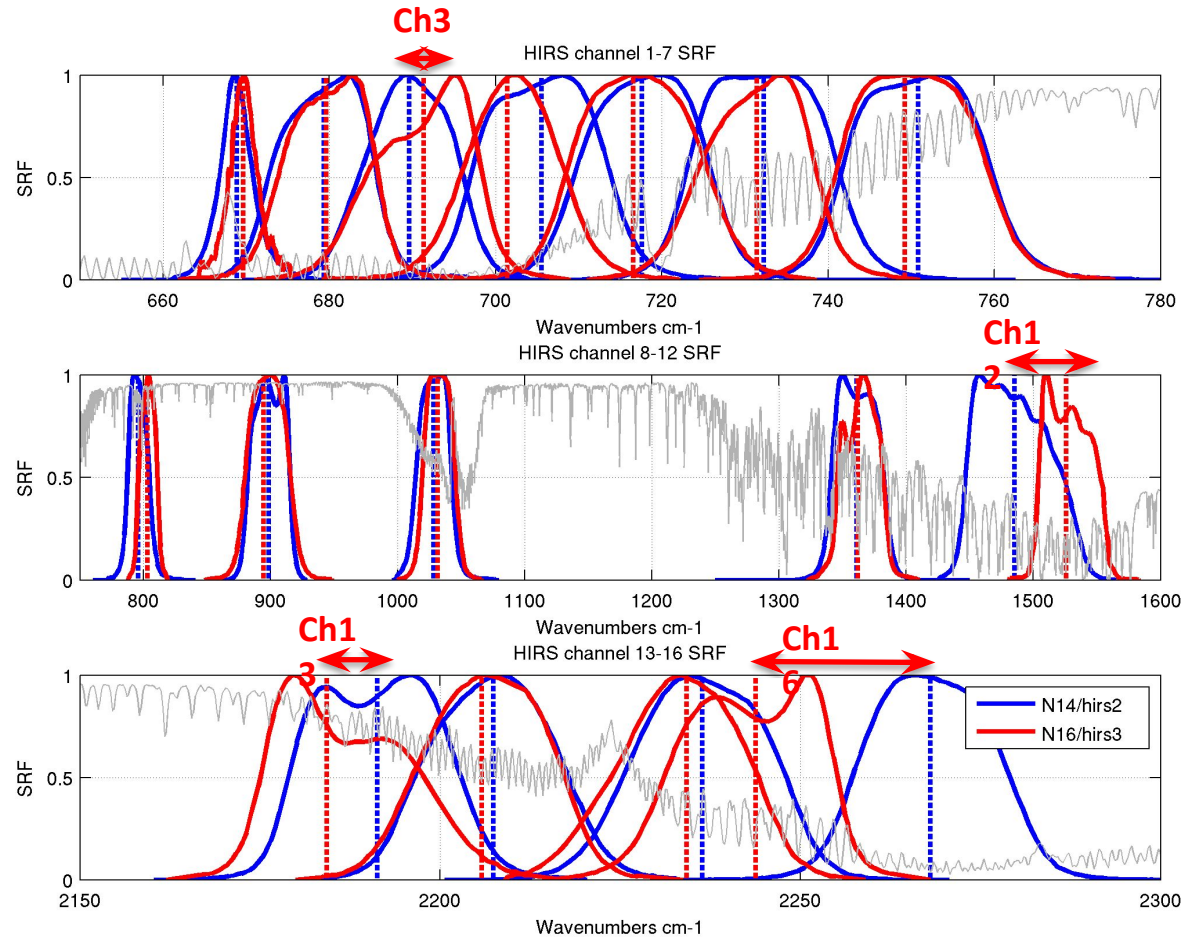 Ch3
HIRS channel 1-7 SRF
SRF
1
0.5
0
660 680 700 720 740 760 780
Wavenumbers cm-1
Ch1
2
HIRS channel 8-12 SRF
SRF
1
0.5
0
800 900 1000 1100 1200 1300 1400 1500 1600
Wavenumbers cm-1
Ch1
3
Ch1
6
HIRS channel 13-16 SRF
SRF
1
0.5
0
N14/hirs2
N16/hirs3
2150 2200 2250 2300
Wavenumbers cm-1